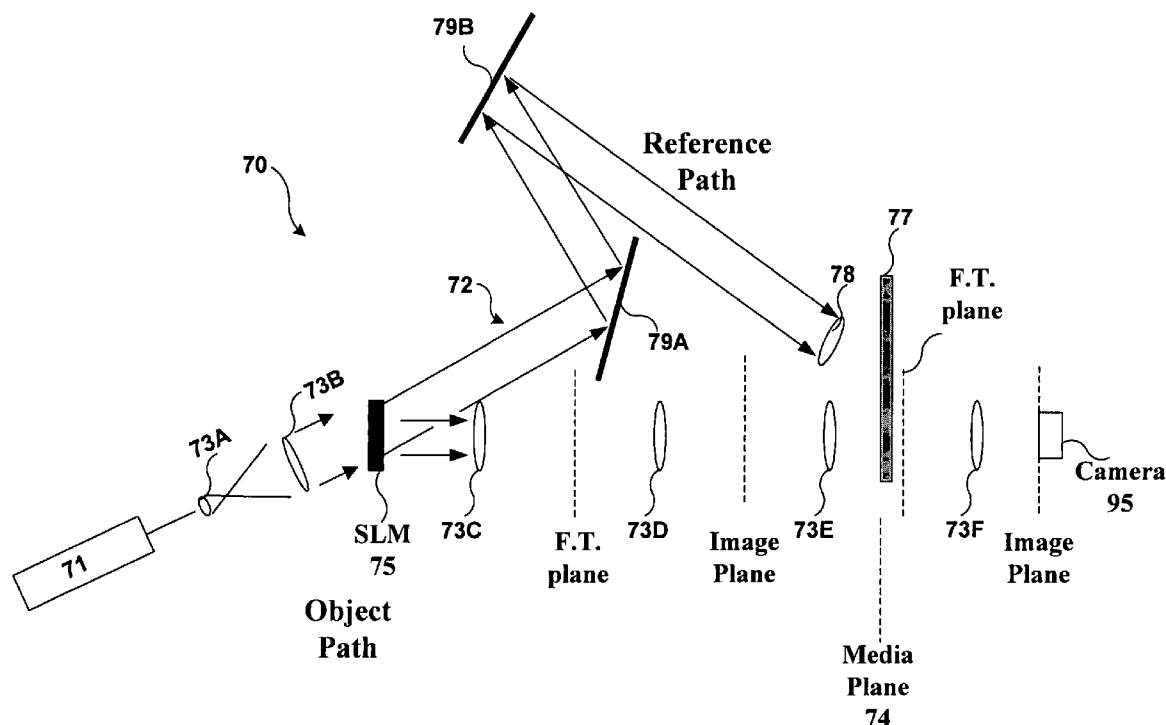 79B
Reference
Path
70
77
78
F.T.
plane
72
79A
73B
73A
71
SLM
75
73C
F.T.
plane
73D
Image
Plane
73E
73F
Camera
95
Image
Plane
Object
Path
Media
Plane
74